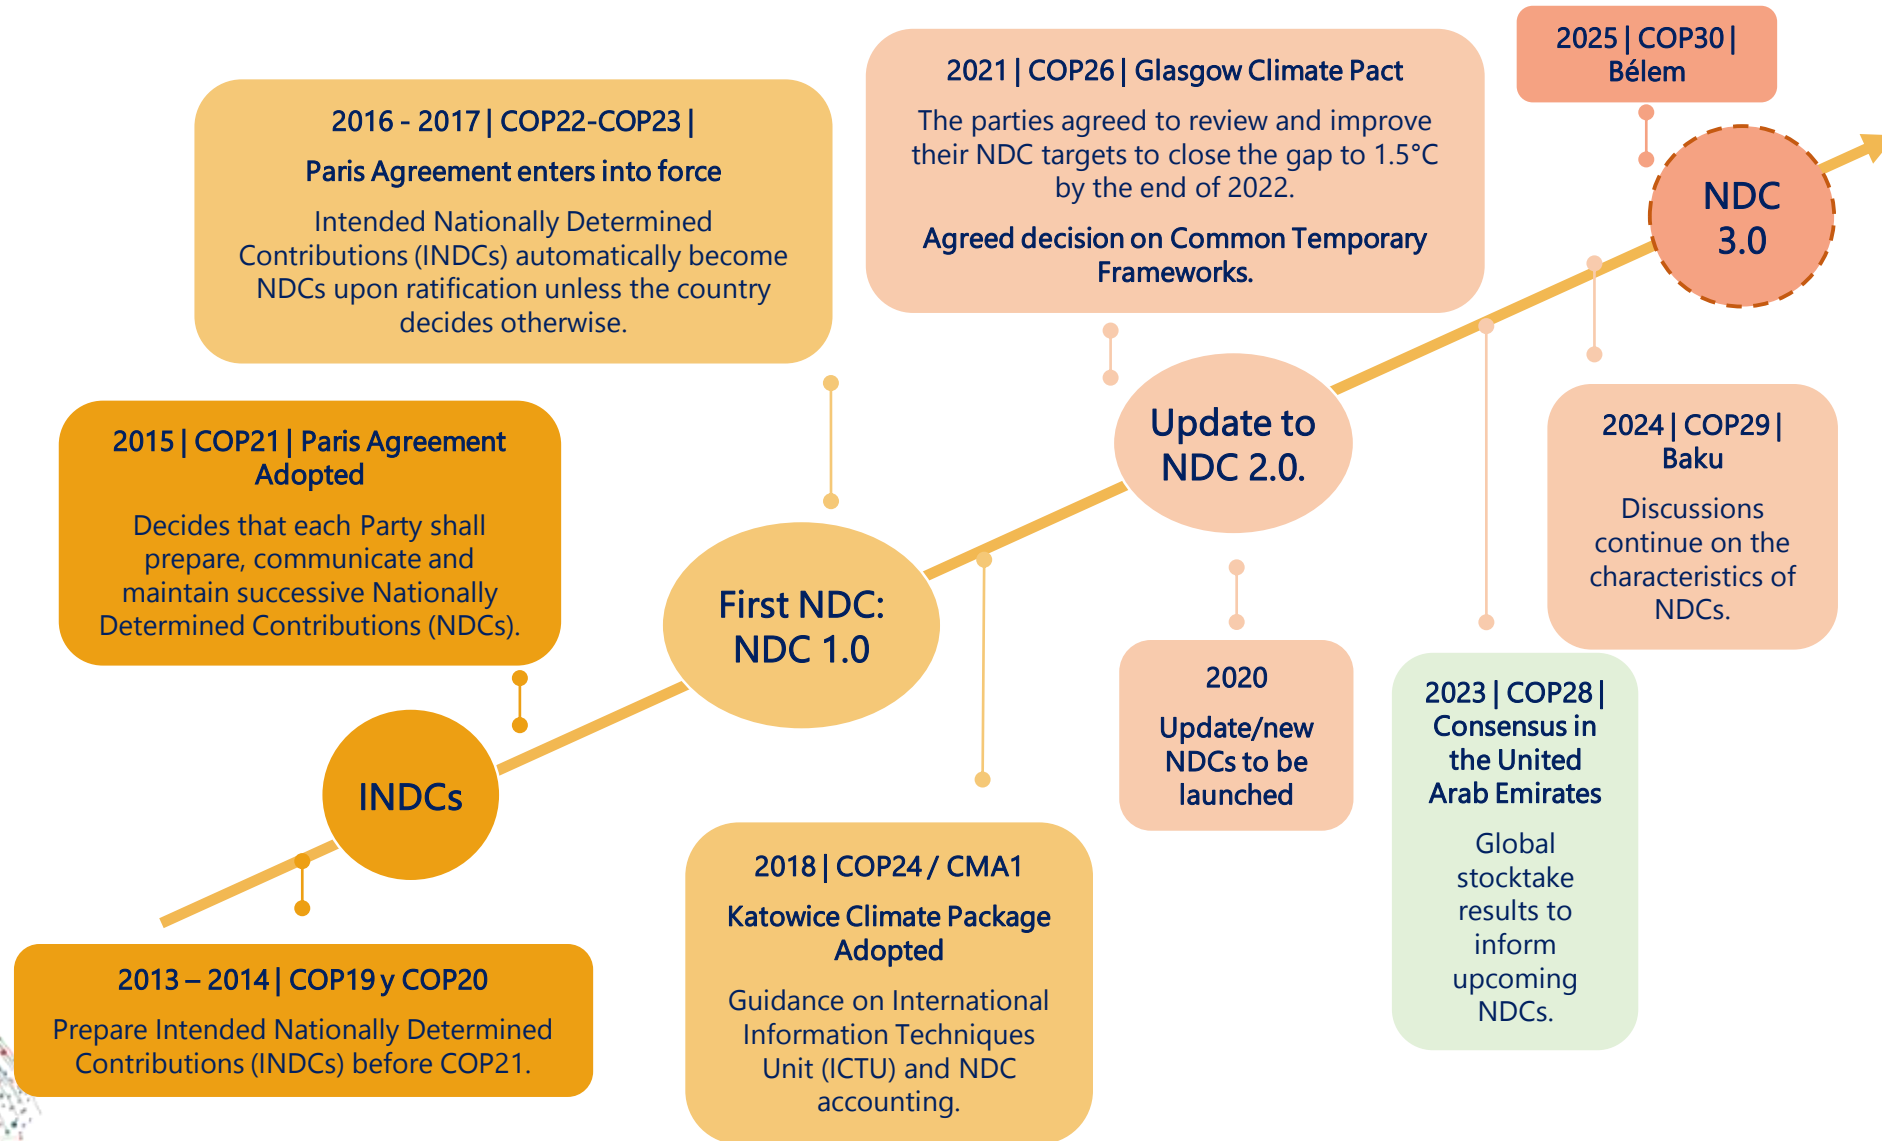 2013 – 2014 | COP19 y COP20
Prepare Intended Nationally Determined
Contributions (INDCs) before COP21.
INDCs
2015 | COP21 | Paris Agreement
Adopted
Decides that each Party shall
prepare, communicate and
maintain successive Nationally
Determined Contributions (NDCs).
2016 - 2017 | COP22-COP23 |
Paris Agreement enters into force
Intended Nationally Determined
Contributions (INDCs) automatically become
NDCs upon ratification unless the country
decides otherwise.
First NDC:
NDC 1.0
2018 | COP24 / CMA1
Katowice Climate Package
Adopted
Guidance on International
Information Techniques
Unit (ICTU) and NDC
accounting.
2020
Update/new
NDCs to be
launched
Update to
NDC 2.0.
2021 | COP26 | Glasgow Climate Pact
The parties agreed to review and improve
their NDC targets to close the gap to 1.5°C
by the end of 2022.
Agreed decision on Common Temporary
Frameworks.
2023 | COP28 |
Consensus in
the United
Arab Emirates
Global
stocktake
results to
inform
upcoming
NDCs.
2024 | COP29 |
Baku
Discussions
continue on the
characteristics of
NDCs.
2025 | COP30 |
Bélem
NDC
3.0